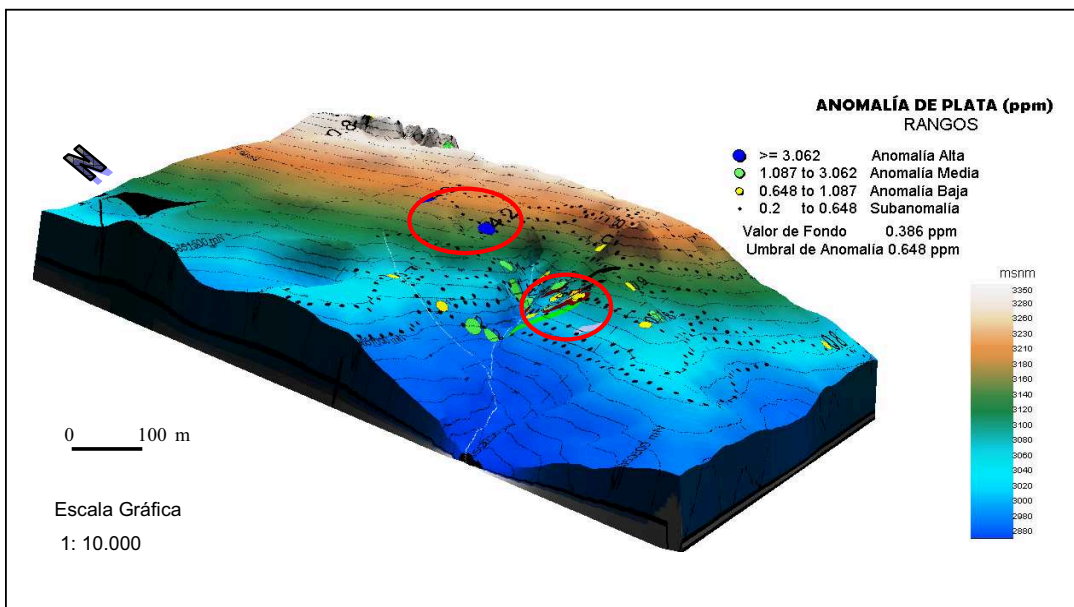 ANOMALÍA DE PLATA (ppm)
RANGOS
>= 3.062 Anomalía Alta
1.087 to 3.062 Anomalía Media
0.648 to 1.087 Anomalía Baja
0.2 to 0.648 Subanomalía
Valor de Fondo 0.386 ppm
Umbral de Anomalía 0.648 ppm
N
msnm
3350
3280
3260
3230
3210
3180
3150
3140
3120
3110
3080
3060
3040
3020
3000
2980
2880
0 100 m
Escala Gráfica
1: 10.000